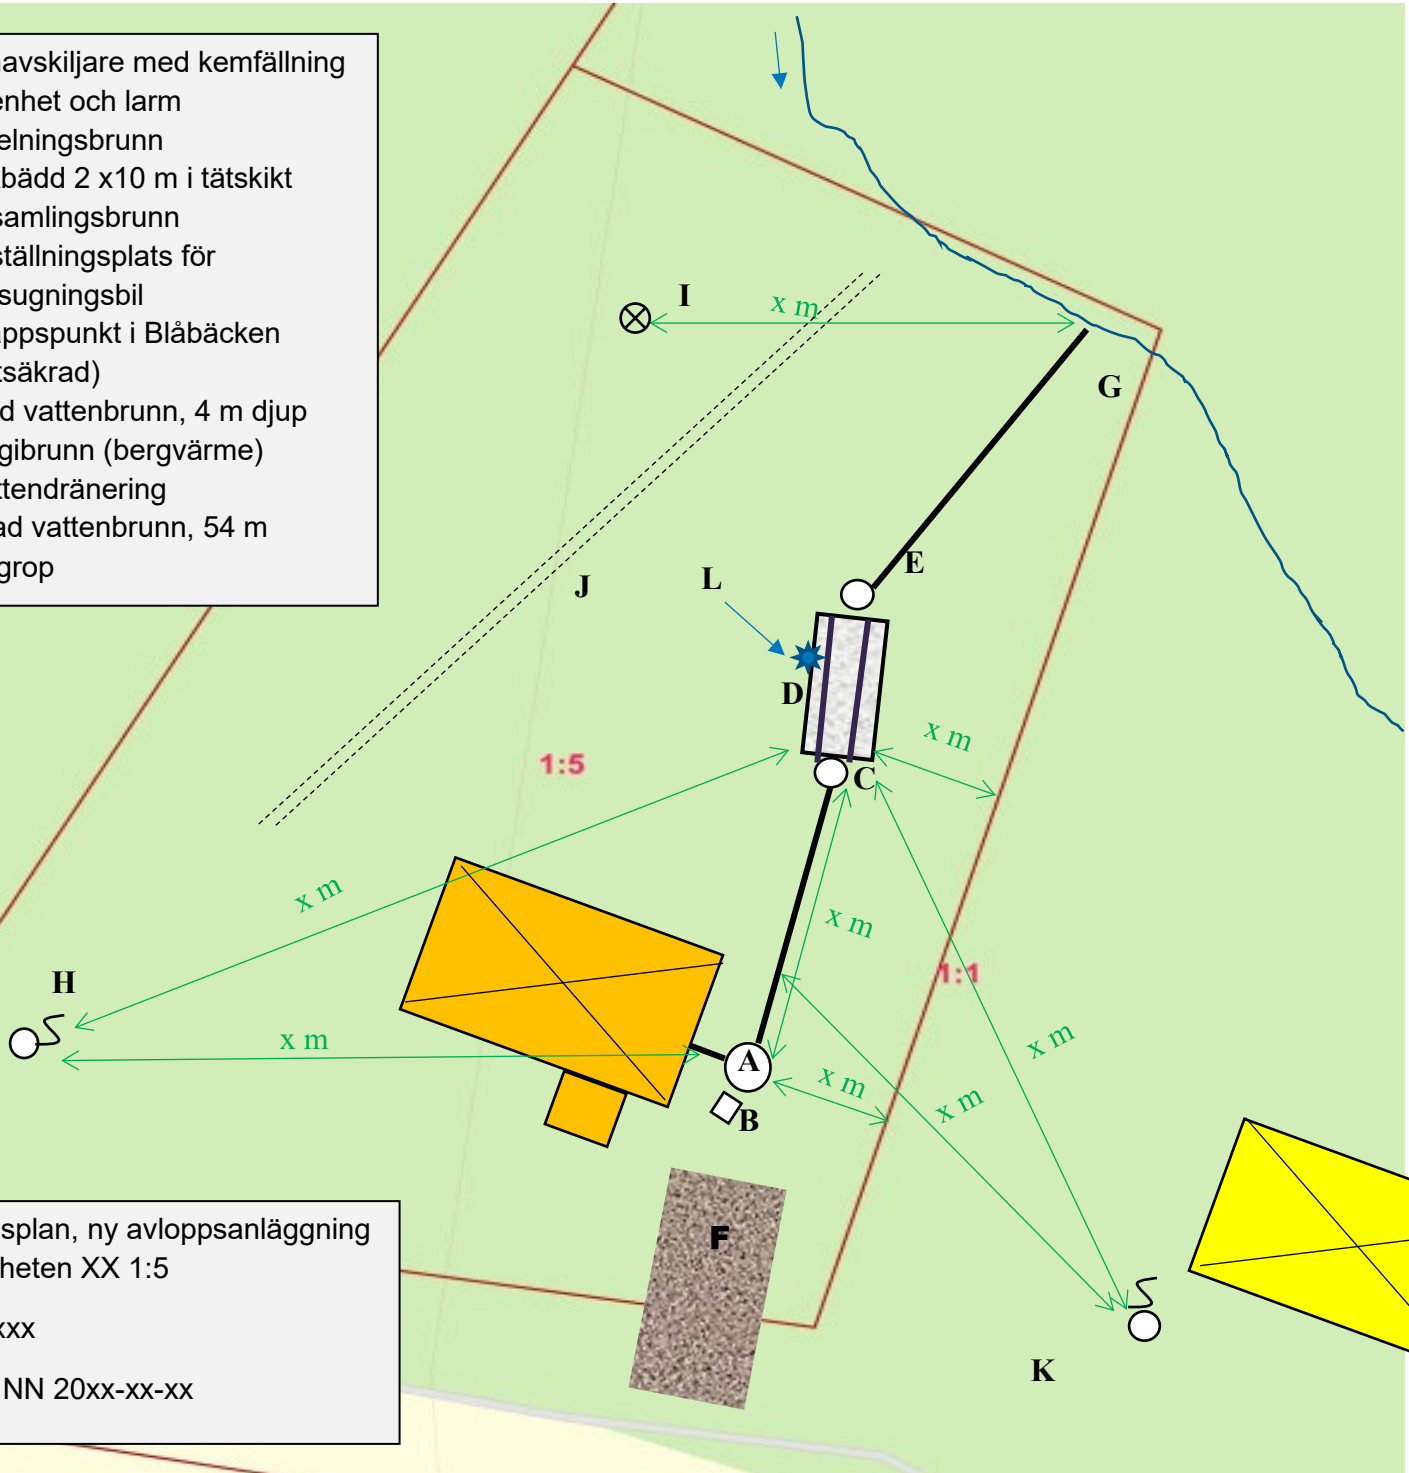 avskiljare med kemfällning
enhet och larm
elningsbrunn
bädd 2 x10 m i tätskikt
samlingsbrunn
ställningsplats för
sugningsbil
äppspunkt i Blåbäcken
tsäkrad)
d vattenbrunn, 4 m djup
gibrunn (bergvärme)
ttendränering
ad vattenbrunn, 54 m
grop
I
x m
G
E
L
J
D
x m
1:5
C
x m
x m
H
1:1
x m
x m
A
x m
x m
B
F
K
splan, ny avloppsanläggning
heten XX 1:5
xxx
NN 20xx-xx-xx